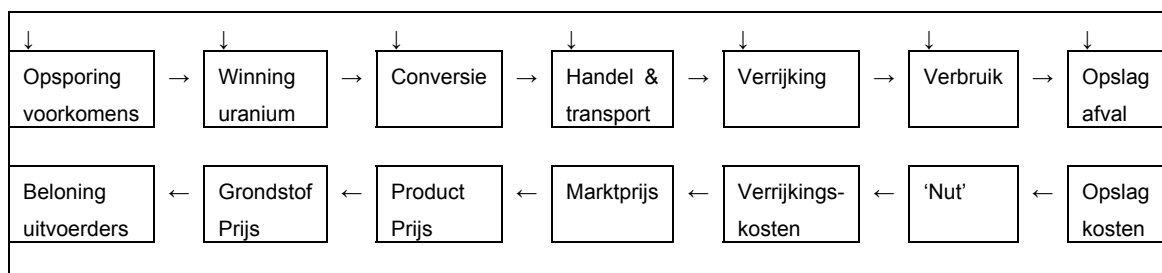 ↓ ↓ ↓ ↓ ↓ ↓ ↓
Opsporing → Winning → Conversie → Handel & → Verrijking → Verbruik → Opslag
voorkomens uranium transport afval
Beloning ← Grondstof ← Product ← Marktprijs ← Verrijkings- ← ‘Nut’ ← Opslag
uitvoerders Prijs Prijs kosten kosten